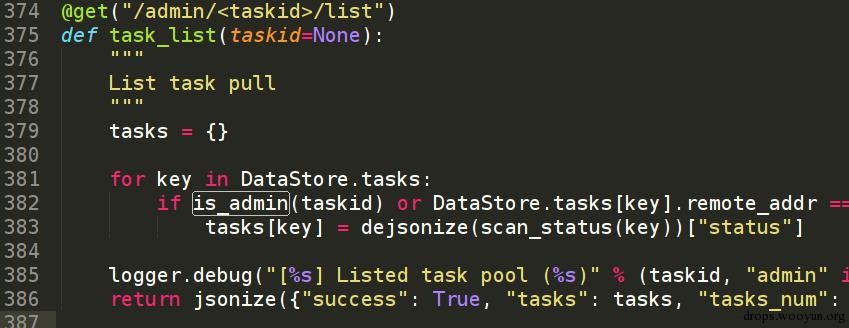 374 @get("/admin/<taskid>/list")
375 def task_list(taskid=None):
376     """
377     List task pull
378     """
379     tasks = {}
380
381     for key in DataStore.tasks:
382         if is_admin(taskid) or DataStore.tasks[key].remote_addr ==
383             tasks[key] = dejsonize(scan_status(key))["status"]
384
385     logger.debug("[%s] Listed task pool (%s)" % (taskid, "admin" i
386     return jsonize({"success": True, "tasks": tasks, "tasks_num":
387
drops.wooyun.org